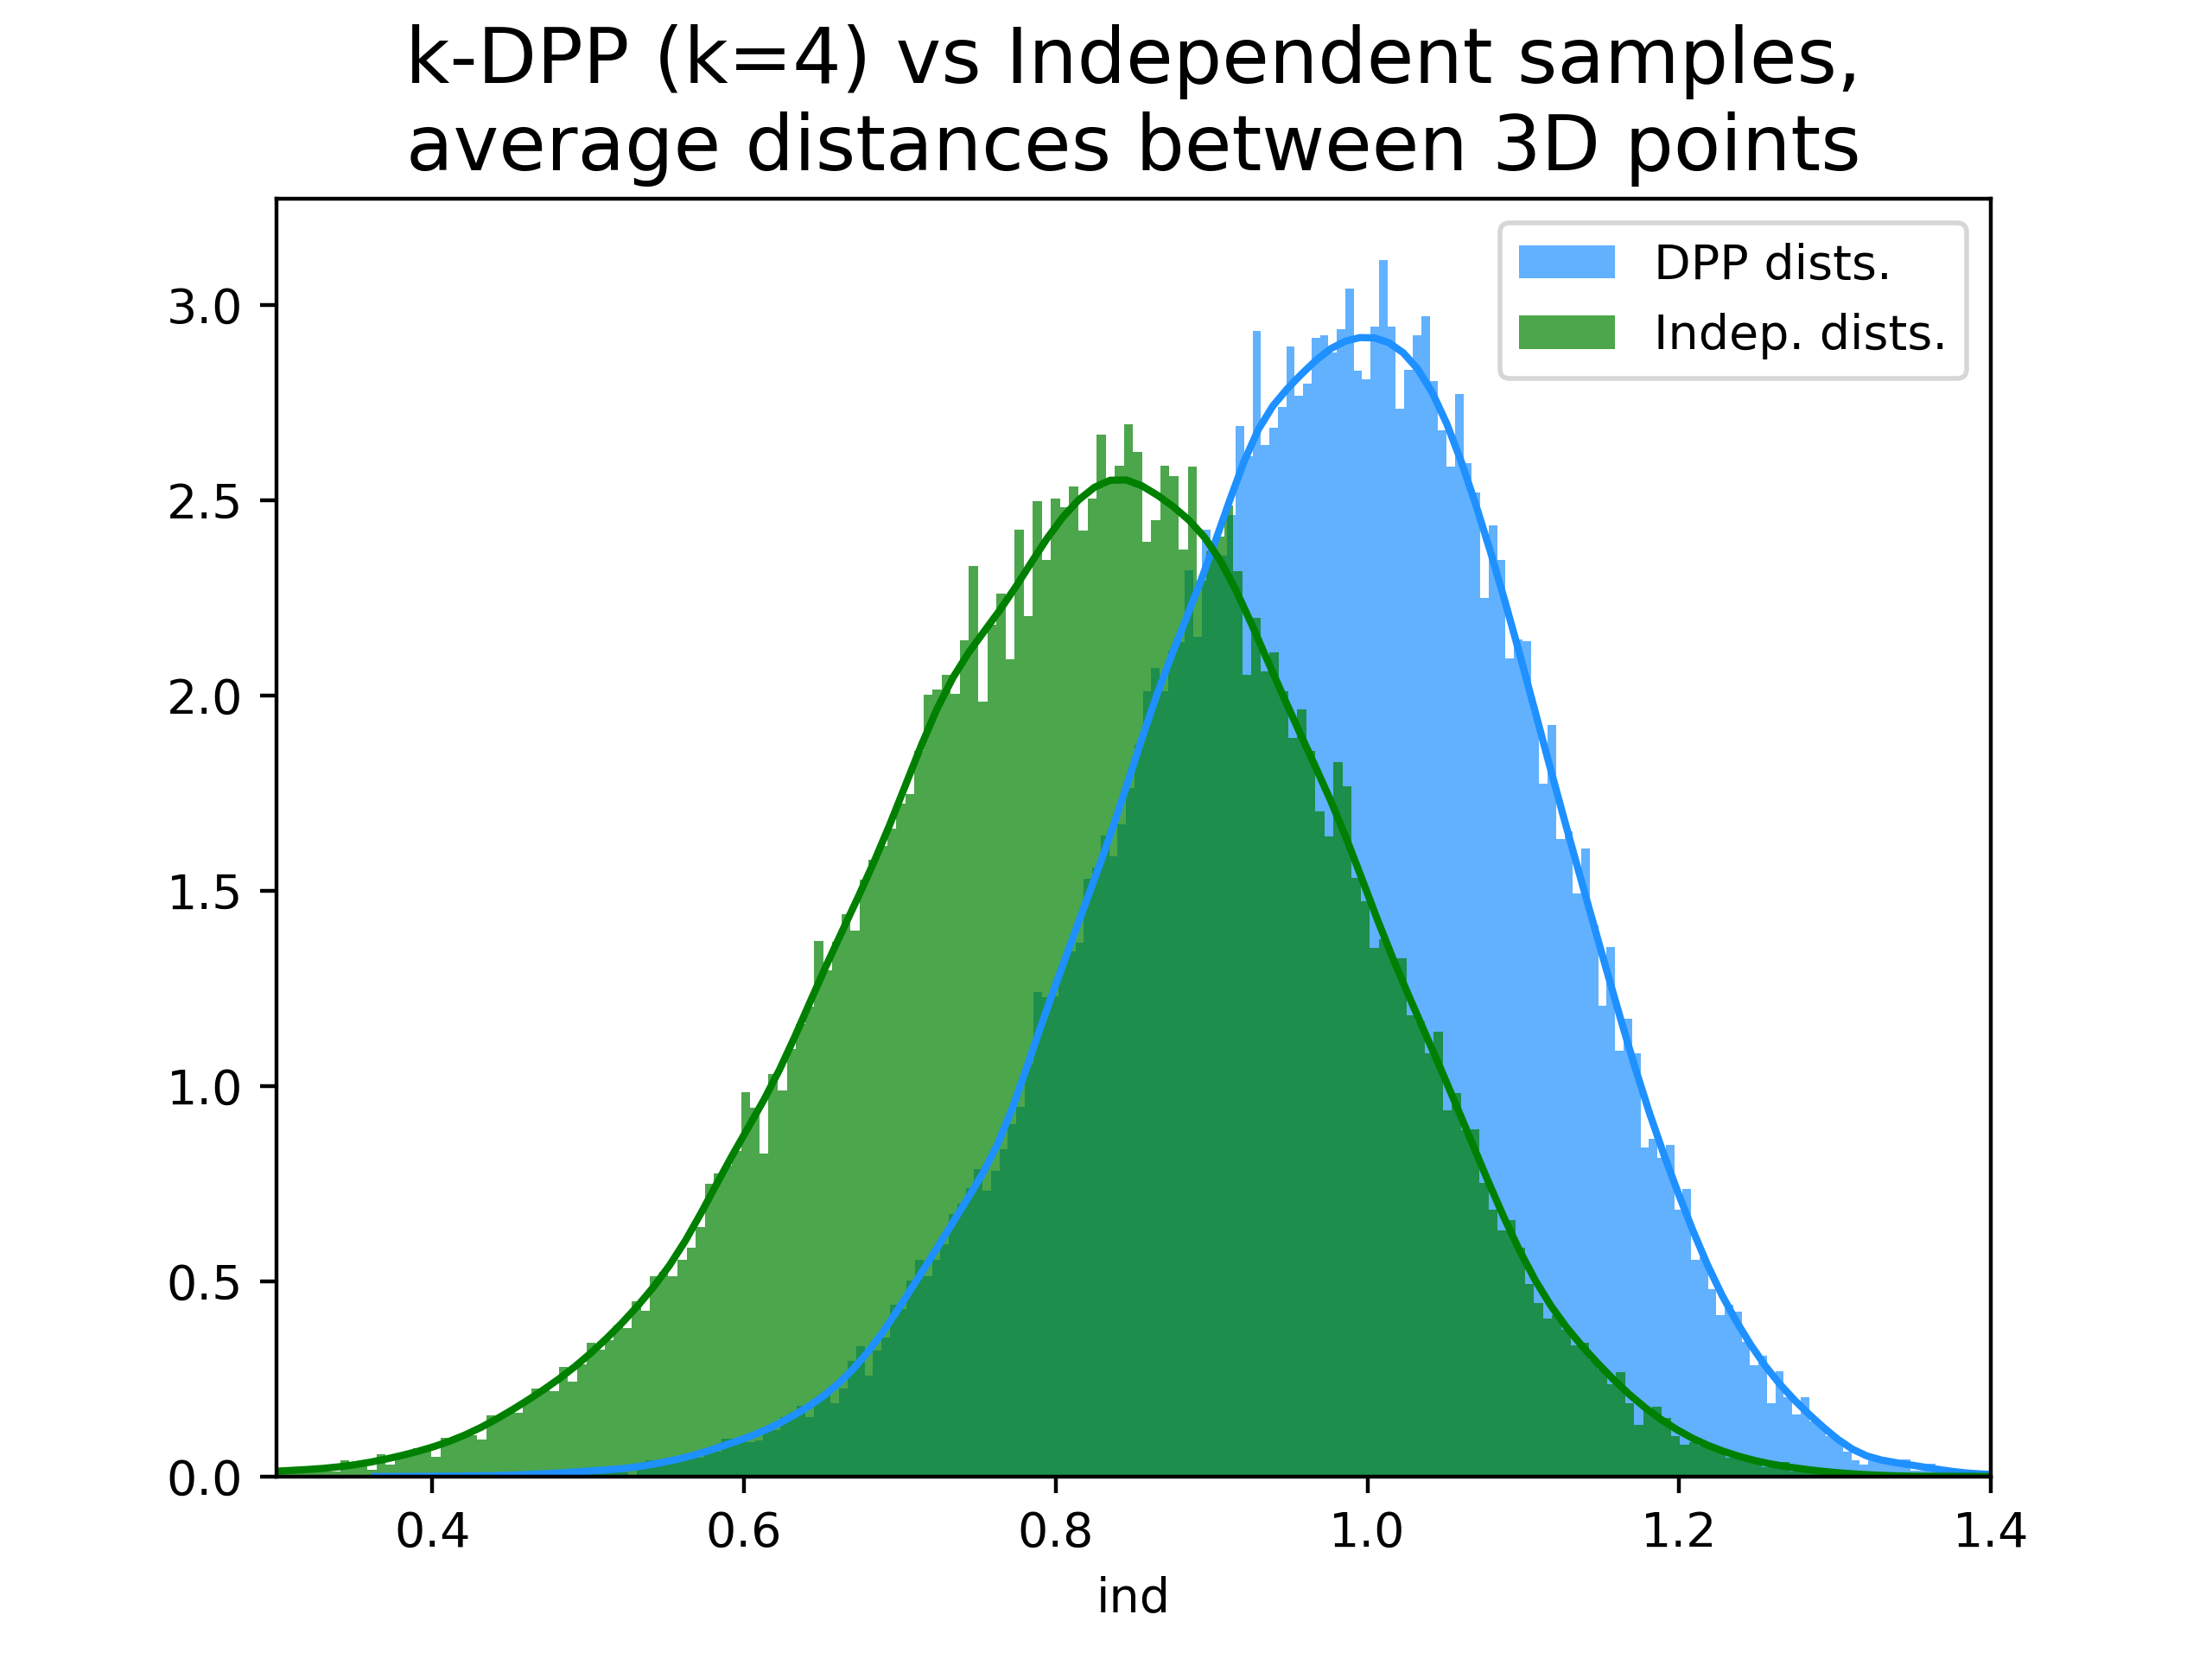 k-DPP (k=4) vs Independent samples,
average distances between 3D points
DPP dists.
Indep. dists.
3.0
2.5
2.0
1.5
1.0
0.5
0.0
0.4 0.6 0.8 1.0 1.2 1.4
ind